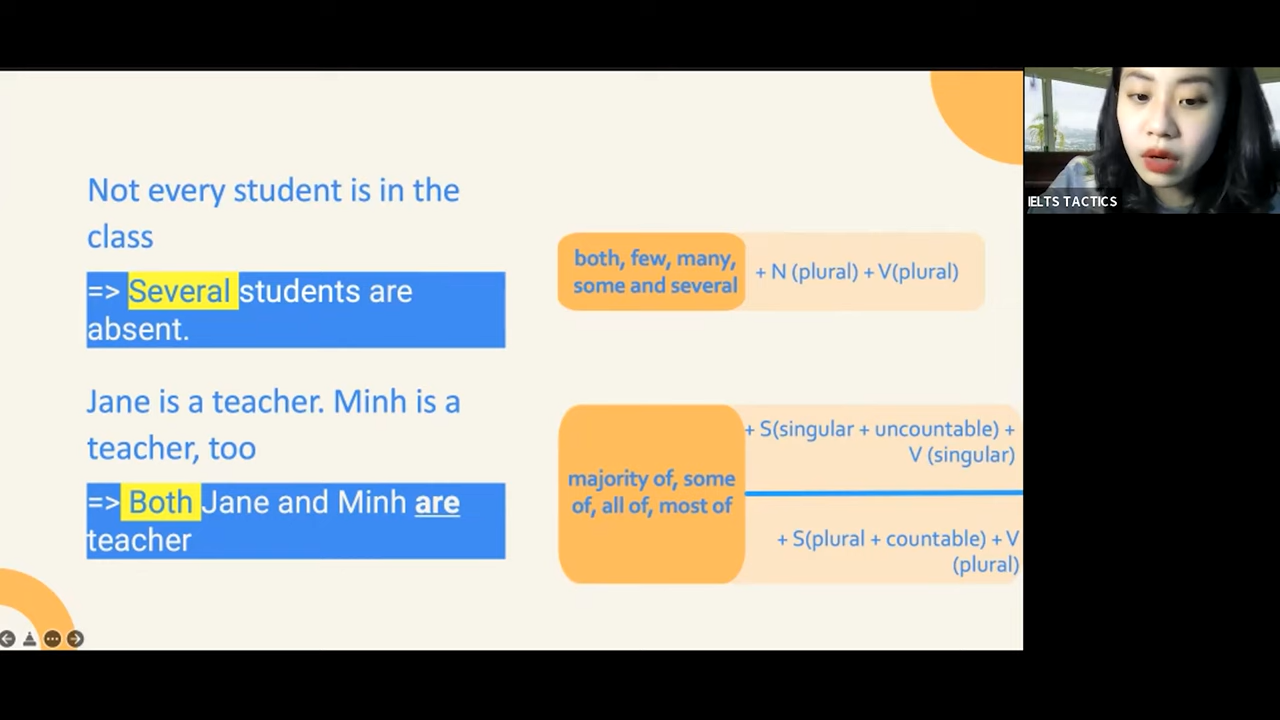 Not every student is in the
class
=> Several students are
absent.
Jane is a teacher. Minh is a
teacher, too
=> Both Jane and Minh are
teacher
both, few, many,
some and several
+ N (plural) + V(plural)
majority of, some
of, all of, most of
+ S(singular + uncountable) +
V (singular)
+ S(plural + countable) + V
(plural)
IELTS TACTICS